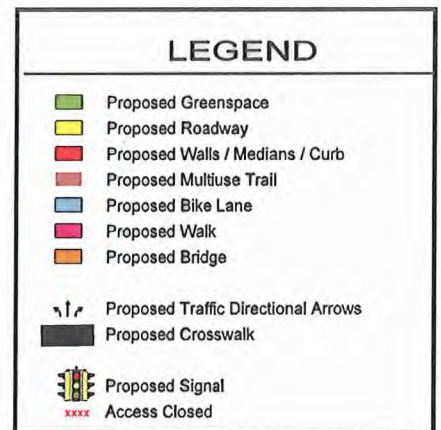 LEGEND
Proposed Greenspace
Proposed Roadway
Proposed Walls / Medians / Curb
Proposed Multiuse Trail
Proposed Bike Lane
Proposed Walk
Proposed Bridge
Proposed Traffic Directional Arrows
Proposed Crosswalk
Proposed Signal
xxxx Access Closed